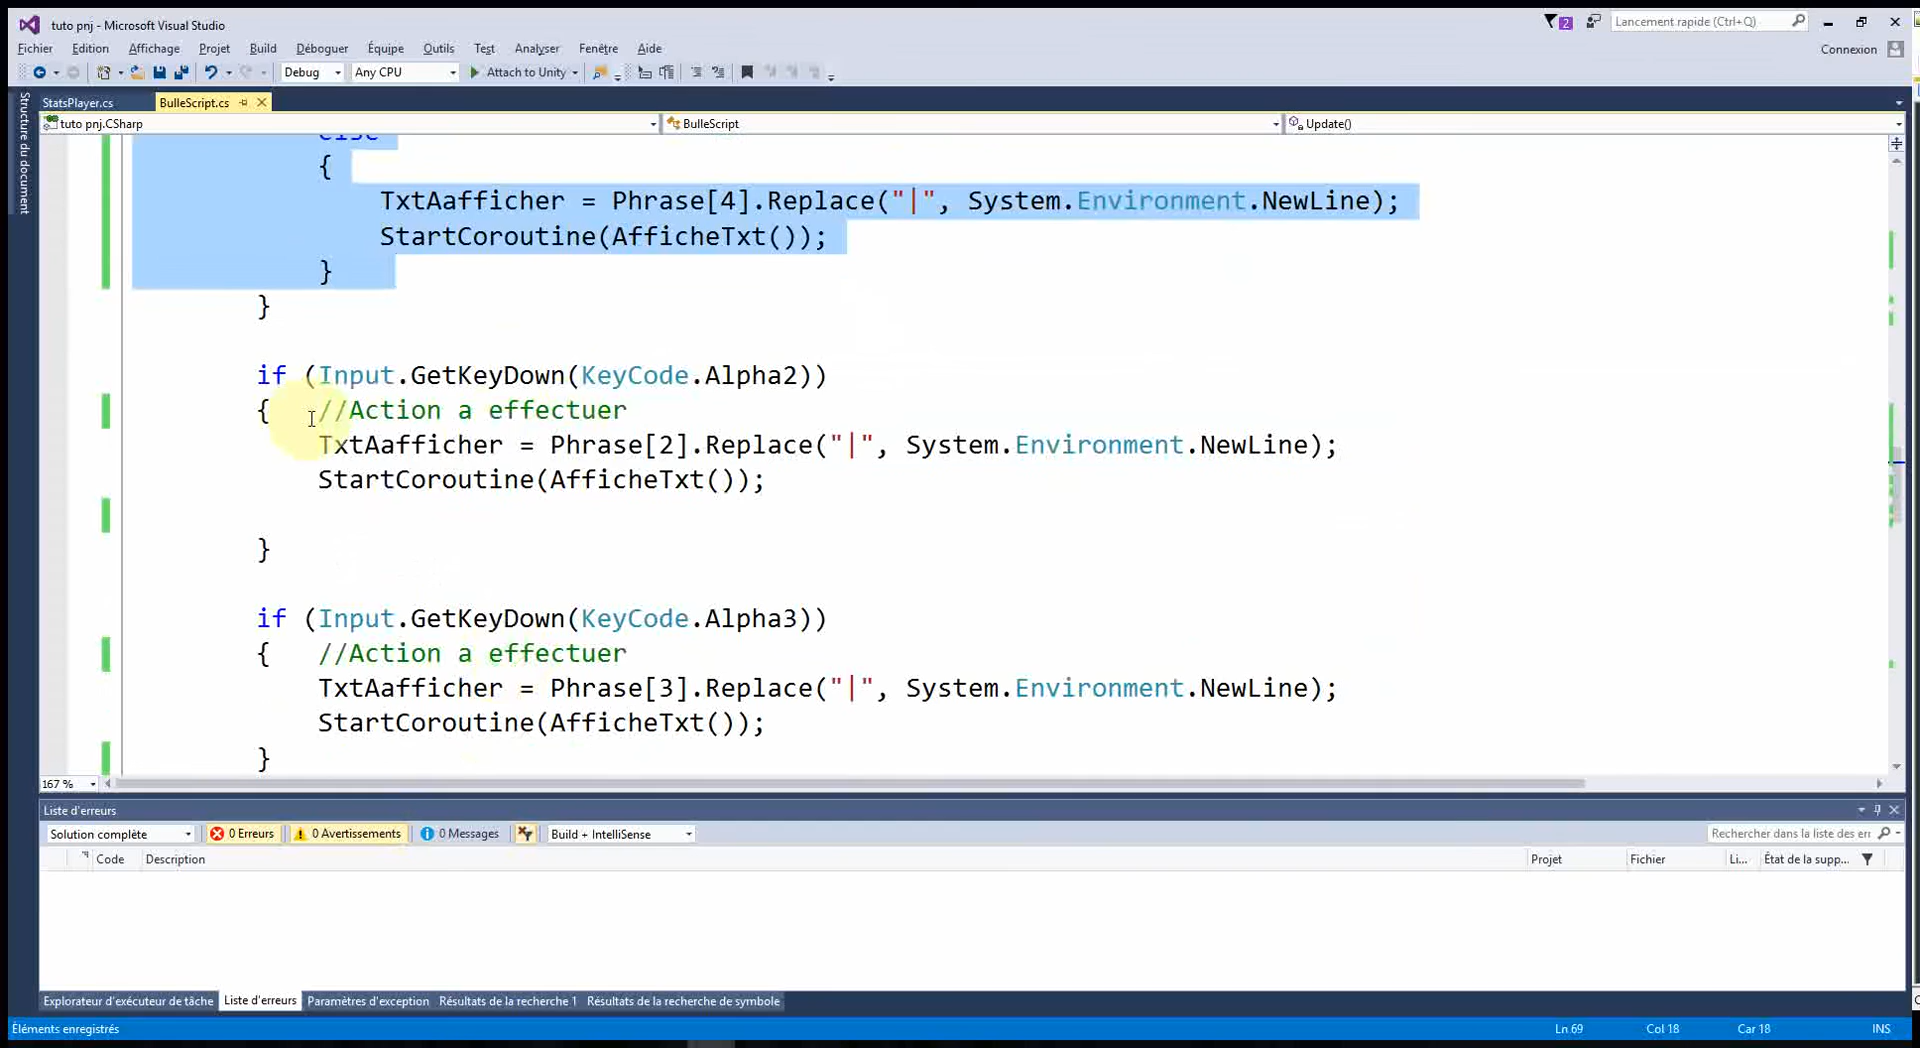 tuto pnj - Microsoft Visual Studio
2
Lancement rapide (Ctrl+Q)
Fichier Edition Affichage Projet Build Déboguer Équipe Outils Test Analyser Fenêtre Aide
Connexion
Debug Any CPU Attach to Unity
StatsPlayer.cs BulleScript.cs
Structure du document
tuto pnj.CSharp BulleScript Update()
else
{
TxtAafficher = Phrase[4].Replace("|", System.Environment.NewLine);
StartCoroutine(AfficheTxt());
}
}
if (Input.GetKeyDown(KeyCode.Alpha2))
{ //Action a effectuer
TxtAafficher = Phrase[2].Replace("|", System.Environment.NewLine);
StartCoroutine(AfficheTxt());
}
if (Input.GetKeyDown(KeyCode.Alpha3))
{ //Action a effectuer
TxtAafficher = Phrase[3].Replace("|", System.Environment.NewLine);
StartCoroutine(AfficheTxt());
}
167 %
Liste d'erreurs
Solution complète 0 Erreurs 0 Avertissements 0 Messages Build + IntelliSense
Rechercher dans la liste des err
Code Description Projet Fichier Li... État de la supp...
Explorateur d'exécuteur de tâche Liste d'erreurs Paramètres d'exception Résultats de la recherche 1 Résultats de la recherche de symbole
Éléments enregistrés Ln 69 Col 18 Car 18 INS